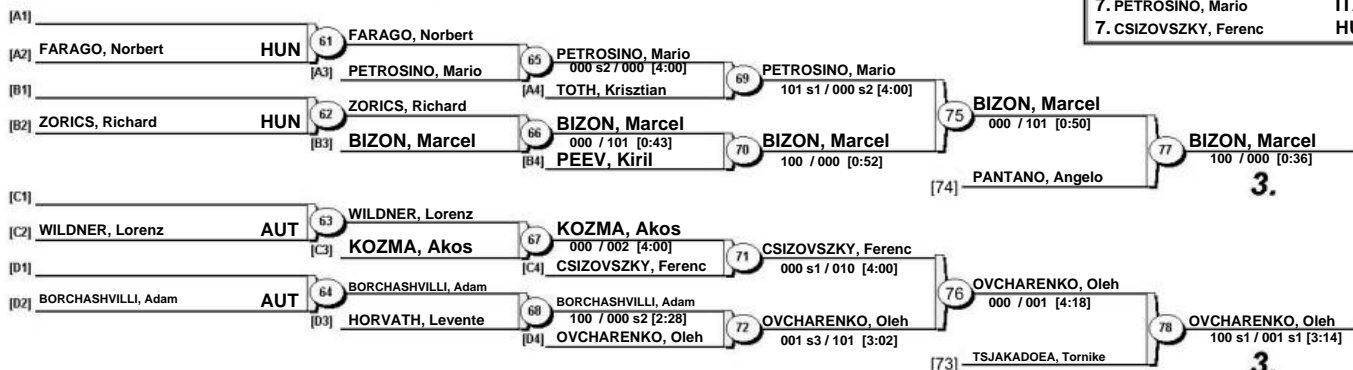 7. PETROSINO, Mario
7. CSIZOVSZKY, Ferenc
[A1]
[A2] FARAGO, Norbert HUN
61
FARAGO, Norbert
[A3] PETROSINO, Mario
65
PETROSINO, Mario
000 s2 / 000 [4:00]
[A4] TOTH, Krisztian
69
PETROSINO, Mario
101 s1 / 000 s2 [4:00]
[B1]
[B2] ZORICS, Richard HUN
62
ZORICS, Richard
[B3] BIZON, Marcel
66
BIZON, Marcel
000 / 101 [0:43]
[B4] PEEV, Kiril
70
BIZON, Marcel
100 / 000 [0:52]
75
BIZON, Marcel
000 / 101 [0:50]
[74] PANTANO, Angelo
77
BIZON, Marcel
100 / 000 [0:36]
3.
[C1]
[C2] WILDNER, Lorenz AUT
63
WILDNER, Lorenz
[C3] KOZMA, Akos
67
KOZMA, Akos
000 / 002 [4:00]
[C4] CSIZOVSZKY, Ferenc
71
CSIZOVSZKY, Ferenc
000 s1 / 010 [4:00]
[D1]
[D2] BORCHASHVILLI, Adam AUT
64
BORCHASHVILLI, Adam
[D3] HORVATH, Levente
68
BORCHASHVILLI, Adam
100 / 000 s2 [2:28]
[D4] OVCHARENKO, Oleh
72
OVCHARENKO, Oleh
001 s3 / 101 [3:02]
76
OVCHARENKO, Oleh
000 / 001 [4:18]
[73] TSJAKADOEA, Tornike
78
OVCHARENKO, Oleh
100 s1 / 001 s1 [3:14]
3.